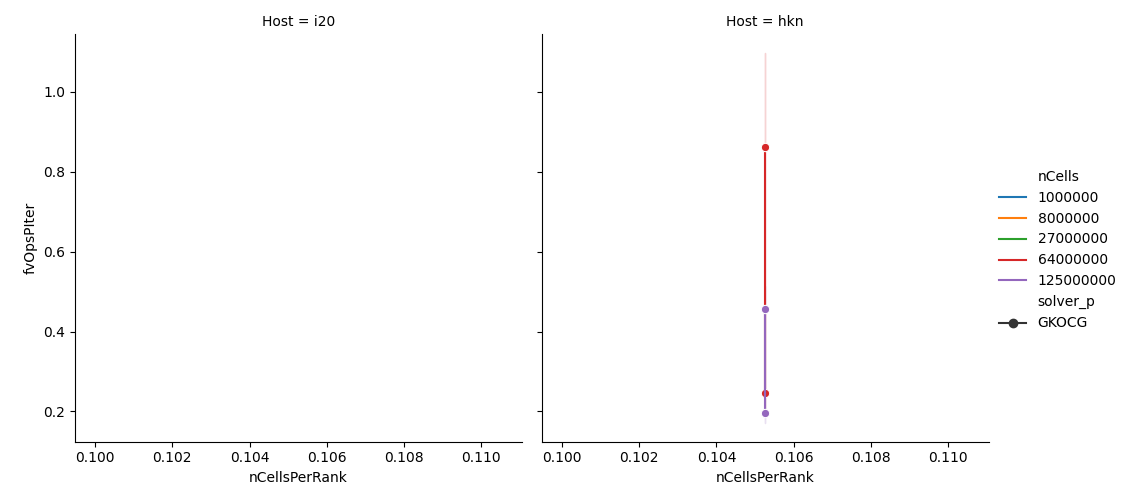 Host = i20
Host = hkn
1.0
0.8
0.6
0.4
0.2
fvOpsPIter
0.100 0.102 0.104 0.106 0.108 0.110
nCellsPerRank
0.100 0.102 0.104 0.106 0.108 0.110
nCellsPerRank
nCells
1000000
8000000
27000000
64000000
125000000
solver_p
GKOCG